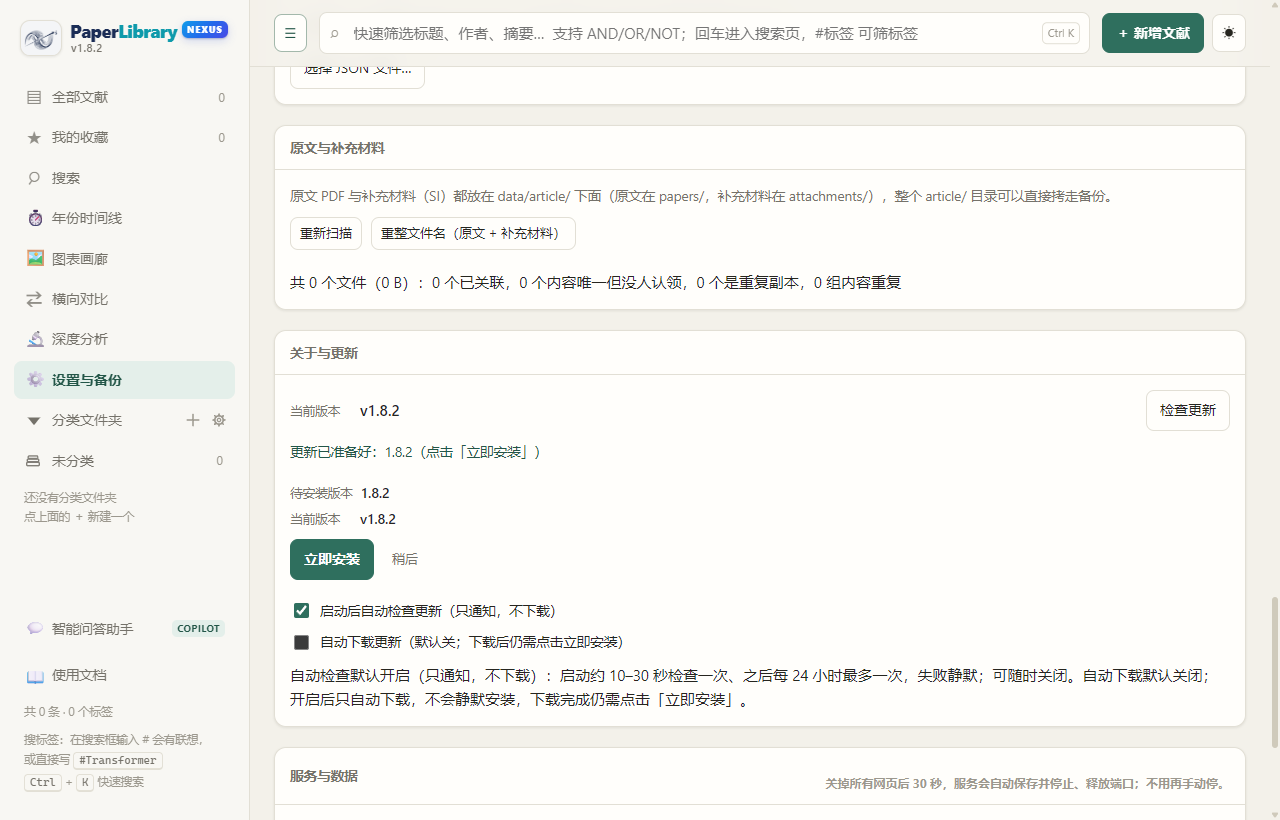 PaperLibrary NEXUS
v1.8.2
全部文献 0
我的收藏 0
搜索
年份时间线
图表画廊
横向对比
深度分析
设置与备份
分类文件夹
未分类 0
还没有分类文件夹
点上面的 + 新建一个
智能问答助手 COPILOT
使用文档
共 0 条 · 0 个标签
搜标签：在搜索框输入 # 会有联想，
或直接写 #Transformer
Ctrl + K 快速搜索
快速筛选标题、作者、摘要... 支持 AND/OR/NOT；回车进入搜索页，#标签 可筛标签 Ctrl K
+ 新增文献
选择 JSON 文件...
原文与补充材料
原文 PDF 与补充材料（SI）都放在 data/article/ 下面（原文在 papers/，补充材料在 attachments/），整个 article/ 目录可以直接拷走备份。
重新扫描 重整文件名（原文 + 补充材料）
共 0 个文件（0 B）：0 个已关联，0 个内容唯一但没人认领，0 个是重复副本，0 组内容重复
关于与更新
当前版本 v1.8.2 检查更新
更新已准备好：1.8.2（点击「立即安装」）
待安装版本 1.8.2
当前版本 v1.8.2
立即安装 稍后
启动后自动检查更新（只通知，不下载）
自动下载更新（默认关；下载后仍需点击立即安装）
自动检查默认开启（只通知，不下载）：启动约 10–30 秒检查一次、之后每 24 小时最多一次，失败静默；可随时关闭。自动下载默认关闭；
开启后只自动下载，不会静默安装，下载完成仍需点击「立即安装」。
服务与数据
关掉所有网页后 30 秒，服务会自动保存并停止、释放端口；不用再手动停。